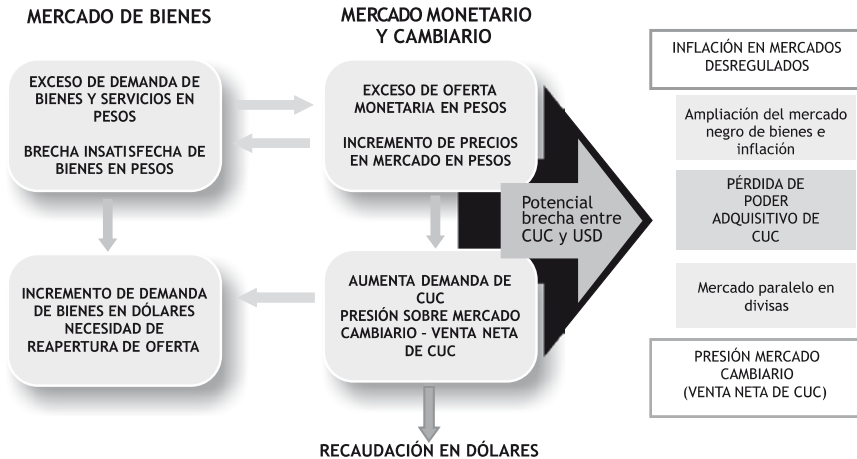 MERCADO DE BIENES
MERCADO MONETARIO
Y CAMBIARIO
EXCESO DE DEMANDA DE
BIENES Y SERVICIOS EN
PESOS
BRECHA INSATISFECHA DE
BIENES EN PESOS
EXCESO DE OFERTA
MONETARIA EN PESOS
INCREMENTO DE PRECIOS
EN MERCADO EN PESOS
INCREMENTO DE DEMANDA
DE BIENES EN DÓLARES
NECESIDAD DE
REAPERTURA DE OFERTA
AUMENTA DEMANDA DE
CUC
PRESIÓN SOBRE MERCADO
CAMBIARIO – VENTA NETA
DE CUC
RECAUDACIÓN EN DÓLARES
Potencial
brecha entre
CUC y USD
INFLACIÓN EN MERCADOS
DESREGULADOS
Ampliación del mercado
negro de bienes e
inflación
PÉRDIDA DE
PODER
ADQUISITIVO DE
CUC
Mercado paralelo en
divisas
PRESIÓN MERCADO
CAMBIARIO
(VENTA NETA DE CUC)